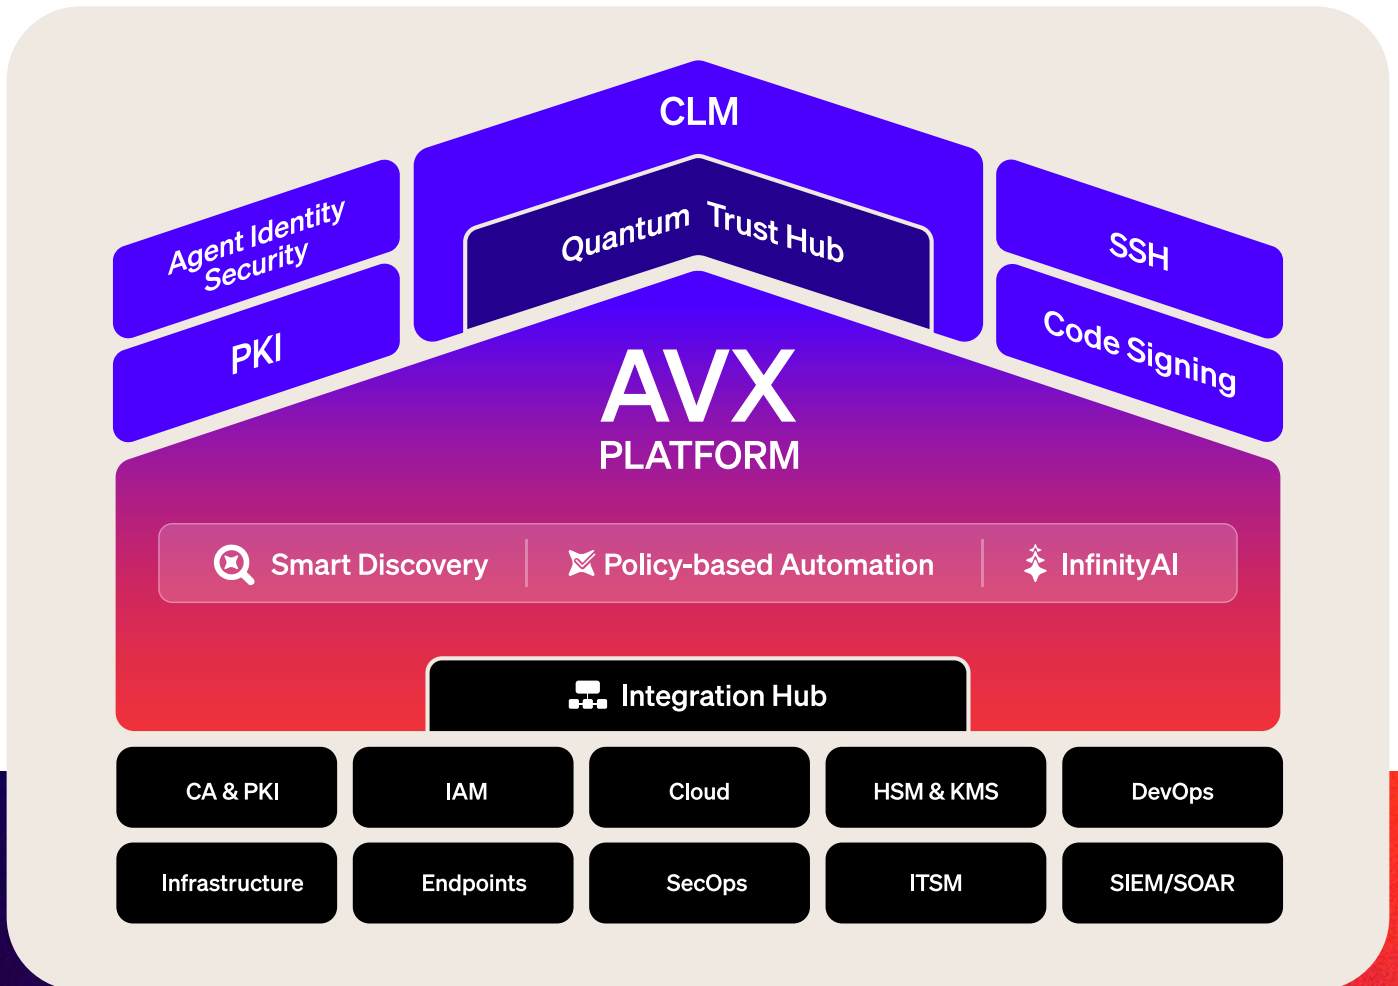 CLM
Quantum Trust Hub
Agent Identity
Security
PKI
SSH
Code Signing
AVX
PLATFORM
Smart Discovery
Policy-based Automation
InfinityAI
Integration Hub
CA & PKI
IAM
Cloud
HSM & KMS
DevOps
Infrastructure
Endpoints
SecOps
ITSM
SIEM/SOAR